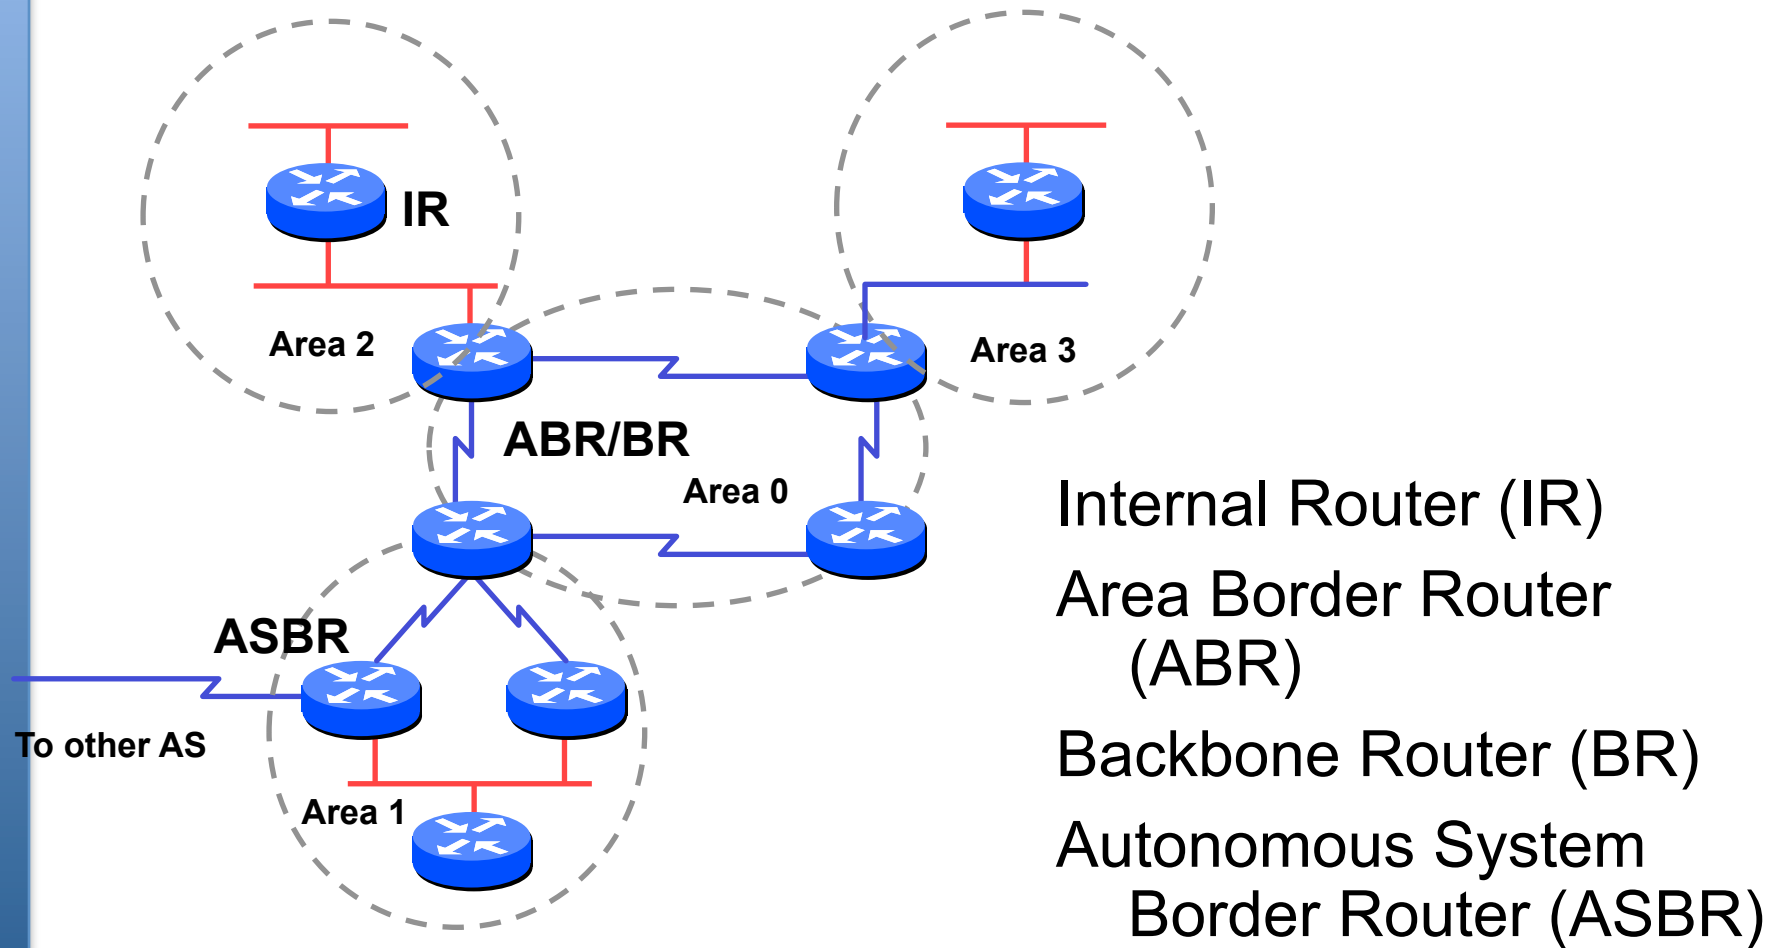 IR
Area 2
Area 3
ABR/BR
Area 0
ASBR
To other AS
Area 1
Internal Router (IR)
Area Border Router
(ABR)
Backbone Router (BR)
Autonomous System
Border Router (ASBR)